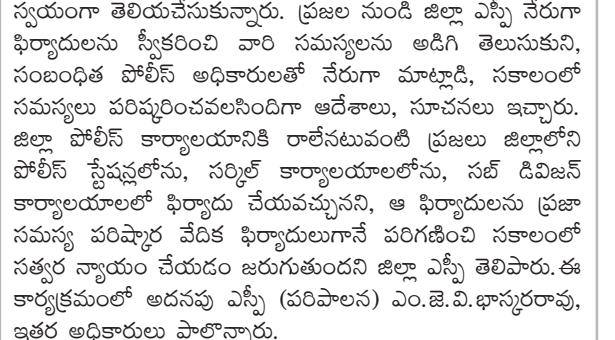 స్వయంగా తెలియచేసుకున్నారు. ప్రజల నుండి జిల్లా ఎస్పీ నేరుగా
ఫిర్యాదులను స్వీకరించి వారి సమస్యలను అడిగి తెలుసుకుని,
సంబంధిత పోలీస్ అధికారులతో నేరుగా మాట్లాడి, సకాలంలో
సమస్యలు పరిష్కరించవలసిందిగా ఆదేశాలు, సూచనలు ఇచ్చారు.
జిల్లా పోలీస్ కార్యాలయానికి రాలేనటువంటి ప్రజలు జిల్లాలోని
పోలీస్ స్టేషన్లలోను, సర్కిల్ కార్యాలయాలలోను, సబ్ డివిజన్
కార్యాలయాలలో ఫిర్యాదు చేయవచ్చునని, ఆ ఫిర్యాదులను ప్రజా
సమస్య పరిష్కార వేదిక ఫిర్యాదులుగానే పరిగణించి సకాలంలో
సత్వర న్యాయం చేయడం జరుగుతుందని జిల్లా ఎస్పీ తెలిపారు.ఈ
కార్యక్రమంలో అదనపు ఎస్పీ (పరిపాలన) ఎం.జె.వి.భాస్కరరావు,
ఇతర అధికారులు పాల్గొన్నారు.